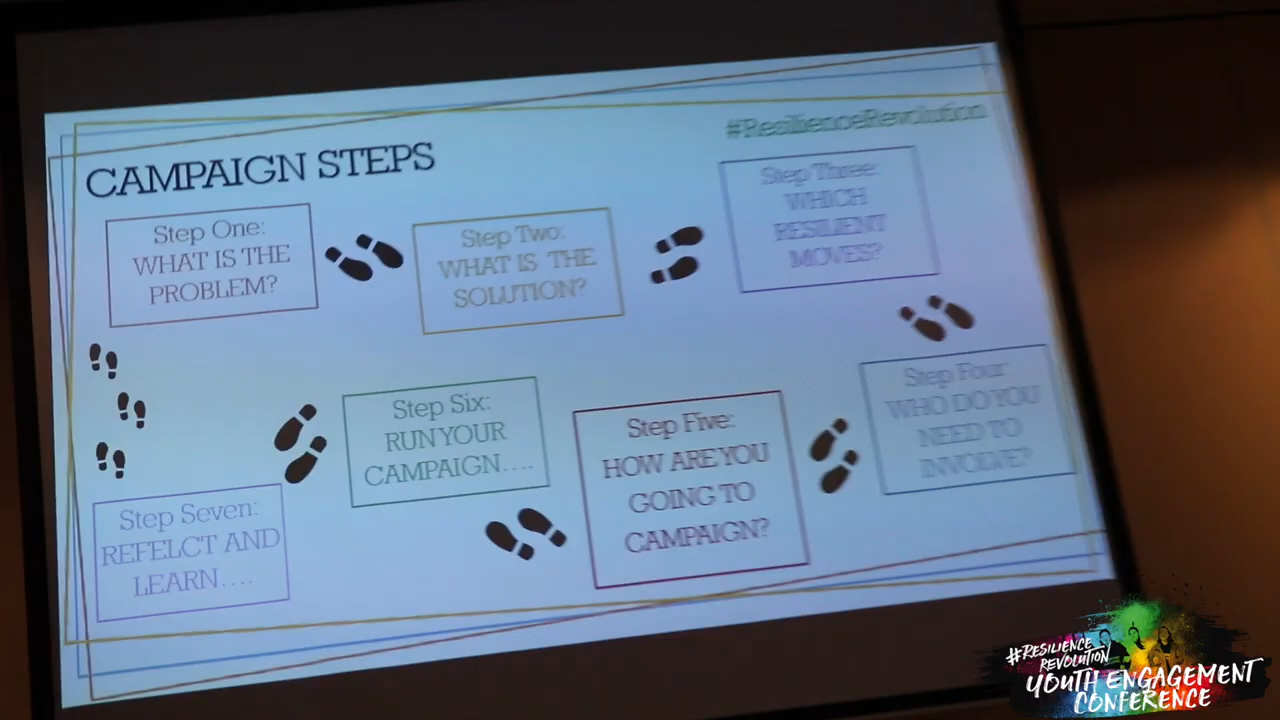 #ResilienceRevolution
CAMPAIGN STEPS
Step One:
WHAT IS THE
PROBLEM?
Step Two:
WHAT IS THE
SOLUTION?
Step Three:
WHICH
RESILIENT
MOVES?
Step Four:
WHO DO YOU
NEED TO
INVOLVE?
Step Five:
HOW ARE YOU
GOING TO
CAMPAIGN?
Step Six:
RUN YOUR
CAMPAIGN....
Step Seven:
REFELCT AND
LEARN....
#RESILIENCE
REVOLUTION
YOUTH ENGAGEMENT
CONFERENCE